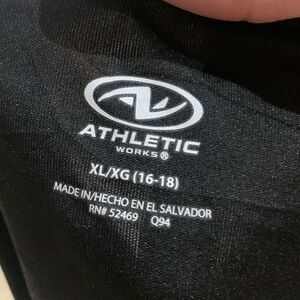 ATHLETIC
WORKS®
XL/XG (16-18)
MADE IN/HECHO EN EL SALVADOR
RN# 52469 Q94